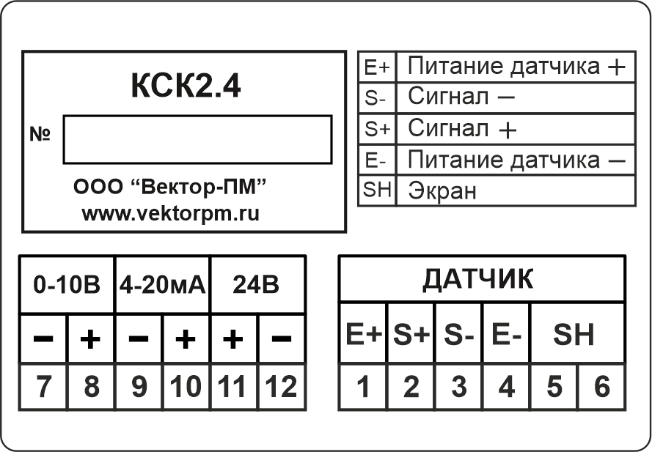 КСК2.4
№
ООО “Вектор-ПМ”
www.vektorpm.ru
E+ Питание датчика +
S- Сигнал −
S+ Сигнал +
E- Питание датчика −
SH Экран
0-10В 4-20мА 24В
− + − + + −
7 8 9 10 11 12
ДАТЧИК
E+ S+ S- E- SH
1 2 3 4 5 6